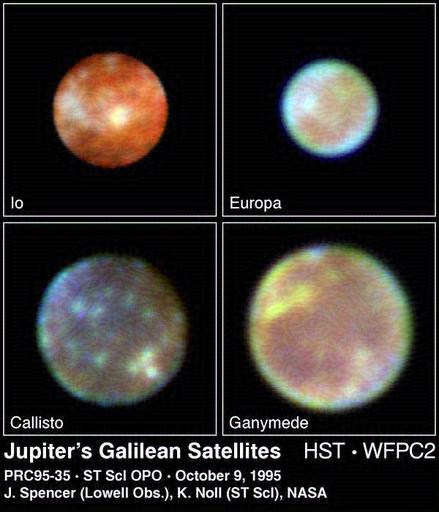 Io
Europa
Callisto
Ganymede
Jupiter's Galilean Satellites HST · WFPC2
PRC95-35 · ST ScI OPO · October 9, 1995
J. Spencer (Lowell Obs.), K. Noll (ST ScI), NASA